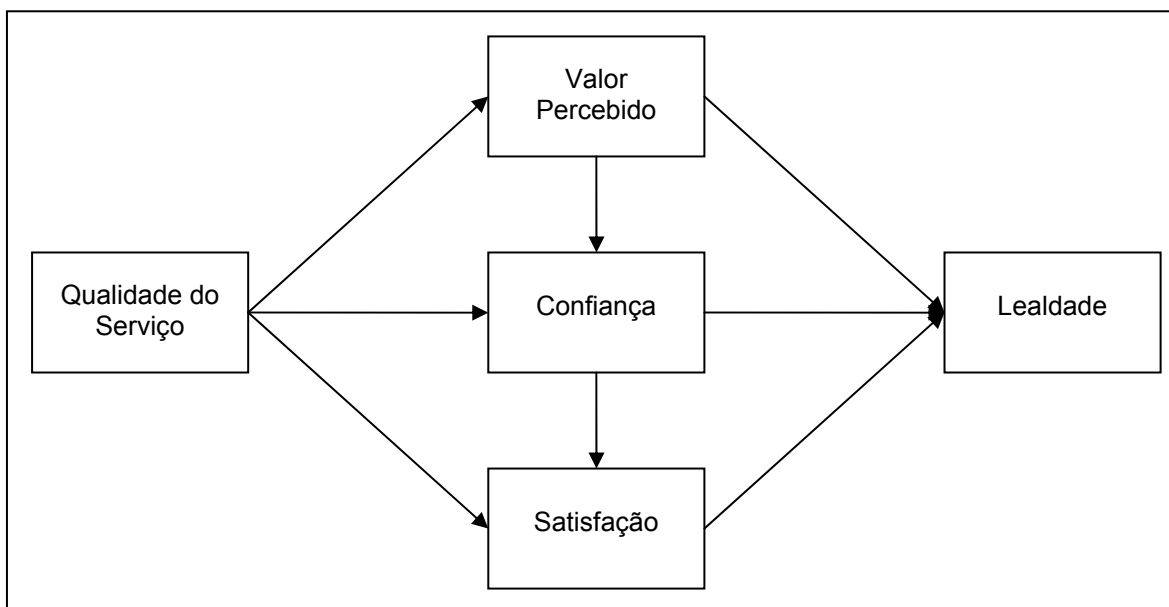 Valor
Percebido
Qualidade do
Serviço
Confiança
Lealdade
Satisfação